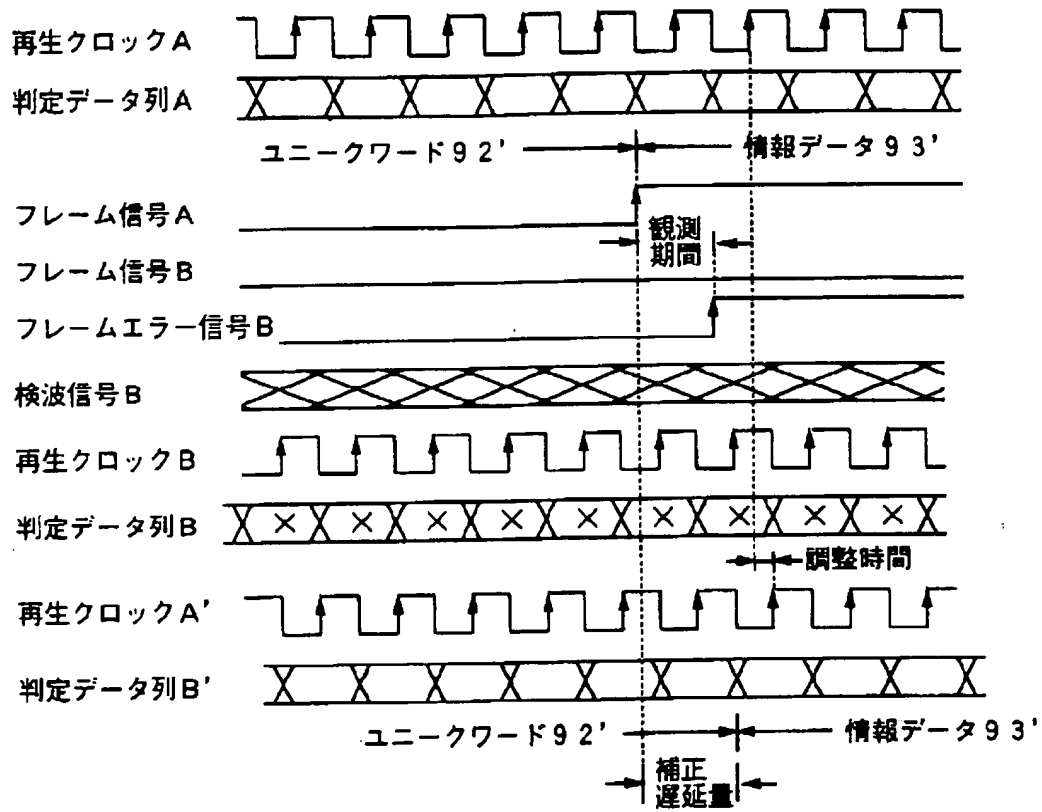 再生クロックA
判定データ列A
ユニークワード92' 情報データ93'
フレーム信号A
観測
期間
フレーム信号B
フレームエラー信号B
検波信号B
再生クロックB
判定データ列B
調整時間
再生クロックA'
判定データ列B'
ユニークワード92' 情報データ93'
補正
遅延量